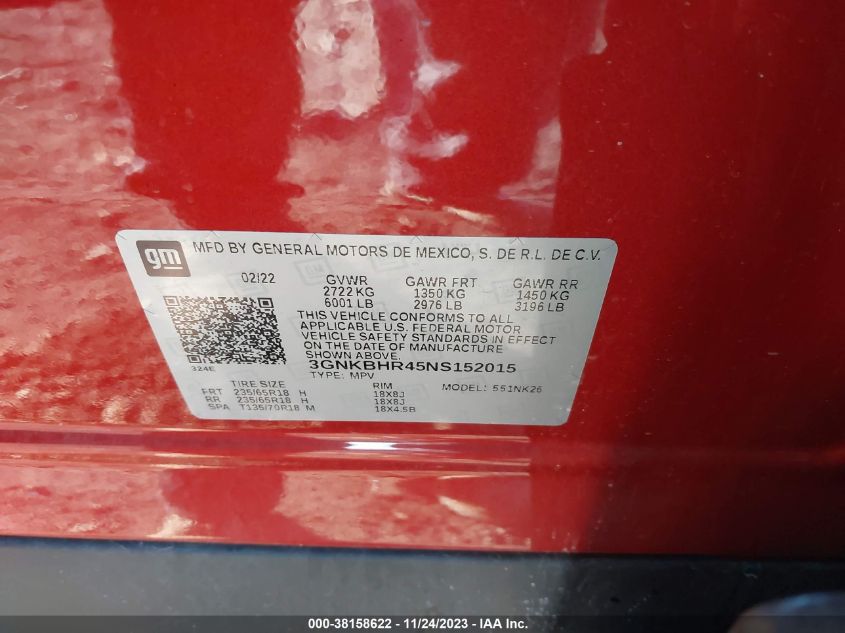 gm
MFD BY GENERAL MOTORS DE MEXICO, S. DE R.L. DE C.V.
02/22 GVWR GAWR FRT GAWR RR
2722 KG 1350 KG 1450 KG
6001 LB 2976 LB 3196 LB
THIS VEHICLE CONFORMS TO ALL
APPLICABLE U.S. FEDERAL MOTOR
VEHICLE SAFETY STANDARDS IN EFFECT
ON THE DATE OF MANUFACTURE
SHOWN ABOVE.
324E 3GNKBHR45NS152015
TYPE: MPV
TIRE SIZE RIM MODEL: 551NK26
FRT 235/65R18 H 18X8J
RR 235/65R18 H 18X8J
SPA T135/70R18 M 18X4.5B
000-38158622 - 11/24/2023 - Copyright © 2023 IAA, Inc.